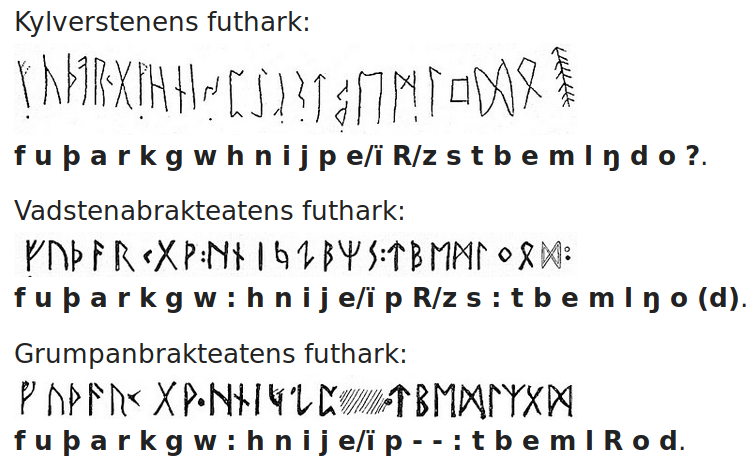 Kylverstenens futhark:
ᚠ ᚢ ᚦ ᚨ ᚱ ᚲ ᚷ ᚹ ᚺ ᚾ ᛁ ᛃ ᛈ ᛇ ᛉ ᛊ ᛏ ᛒ ᛖ ᛗ ᛚ ᛜ ᛞ ᛟ
f u þ a r k g w h n i j p e/ï R/z s t b e m l ŋ d o ?.
Vadstenabrakteatens futhark:
ᚠ ᚢ ᚦ ᚨ ᚱ ᚲ ᚷ ᚹ : ᚺ ᚾ ᛁ ᛃ ᛇ ᛒ ᛉ ᛊ : ᛏ ᛒ ᛖ ᛗ ᛚ ᛜ ᛟ ᛞ :
f u þ a r k g w : h n i j e/ï p R/z s : t b e m l ŋ o (d).
Grumpanbrakteatens futhark:
ᚠ ᚢ ᚦ ᚨ ᚢ ᚲ ᚷ ᚹ · ᚺ ᚾ ᛁ ᛃ ᛇ ᛈ : ᛏ ᛒ ᛖ ᛗ ᛚ ᛉ ᛟ ᛞ
f u þ a r k g w : h n i j e/ï p - - : t b e m l R o d.